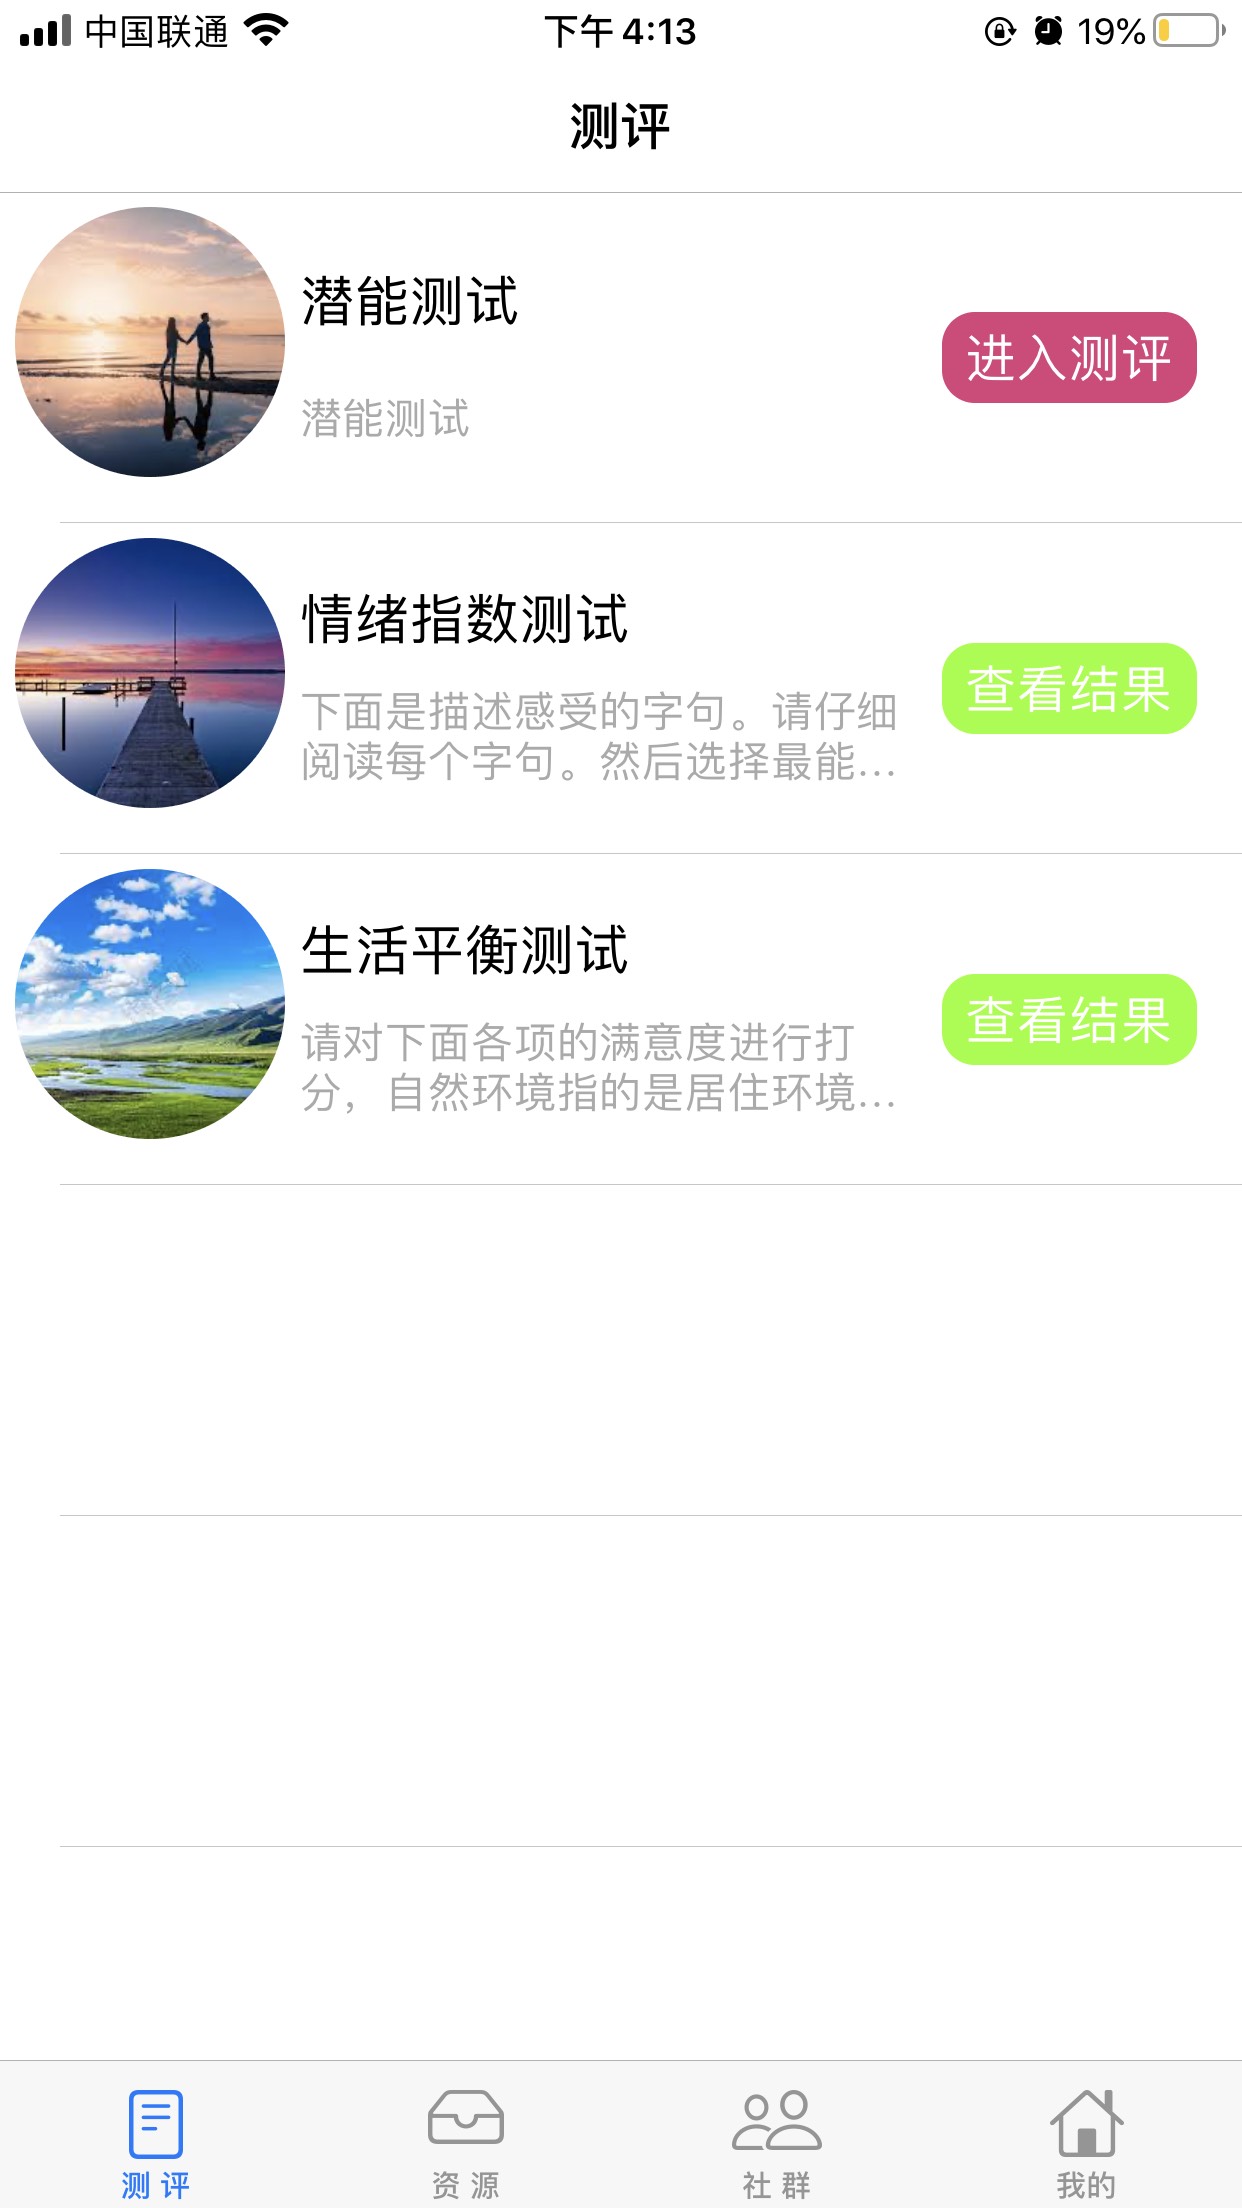 中国联通
下午 4:13
19%
测评
潜能测试
潜能测试
进入测评
情绪指数测试
下面是描述感受的字句。请仔细
阅读每个字句。然后选择最能...
查看结果
生活平衡测试
请对下面各项的满意度进行打
分，自然环境指的是居住环境...
查看结果
测 评
资 源
社 群
我的